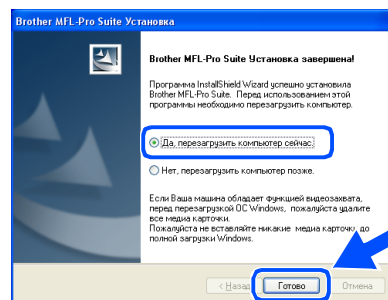 Brother MFL-Pro Suite Установка
Brother MFL-Pro Suite Установка завершена!
Программа InstallShield Wizard успешно установила
Brother MFL-Pro Suite. Перед использованием этой
программы необходимо перезагрузить компьютер.
Да, перезагрузить компьютер сейчас.
Нет, перезагрузить компьютер позже.
Если Ваша машина обладает функцией видеозахвата,
перед перезагрузкой ОС Windows, пожалуйста удалите
все медиа карточки.
Пожалуйста не вставляйте никакие медиа карточки, до
полной загрузки Windows.
< Назад Готово Отмена